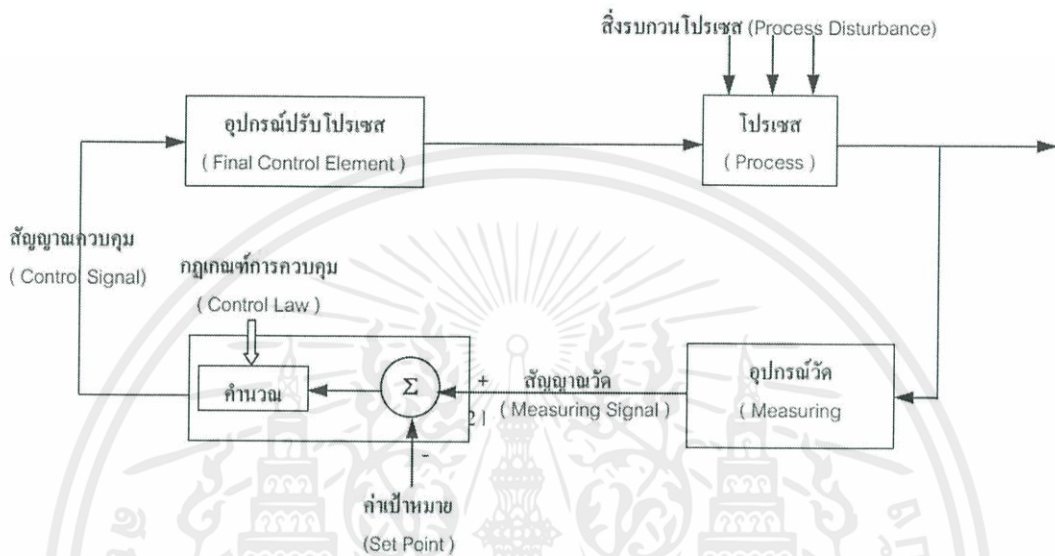 สิ่งรบกวนโปรเซส (Process Disturbance)
อุปกรณ์ปรับโปรเซส
( Final Control Element )
โปรเซส
( Process )
สัญญาณควบคุม
( Control Signal)
กฎเกณฑ์การควบคุม
( Control Law )
คำนวณ
Σ
+
สัญญาณวัด
( Measuring Signal )
21
-
อุปกรณ์วัด
( Measuring
ค่าเป้าหมาย
(Set Point )